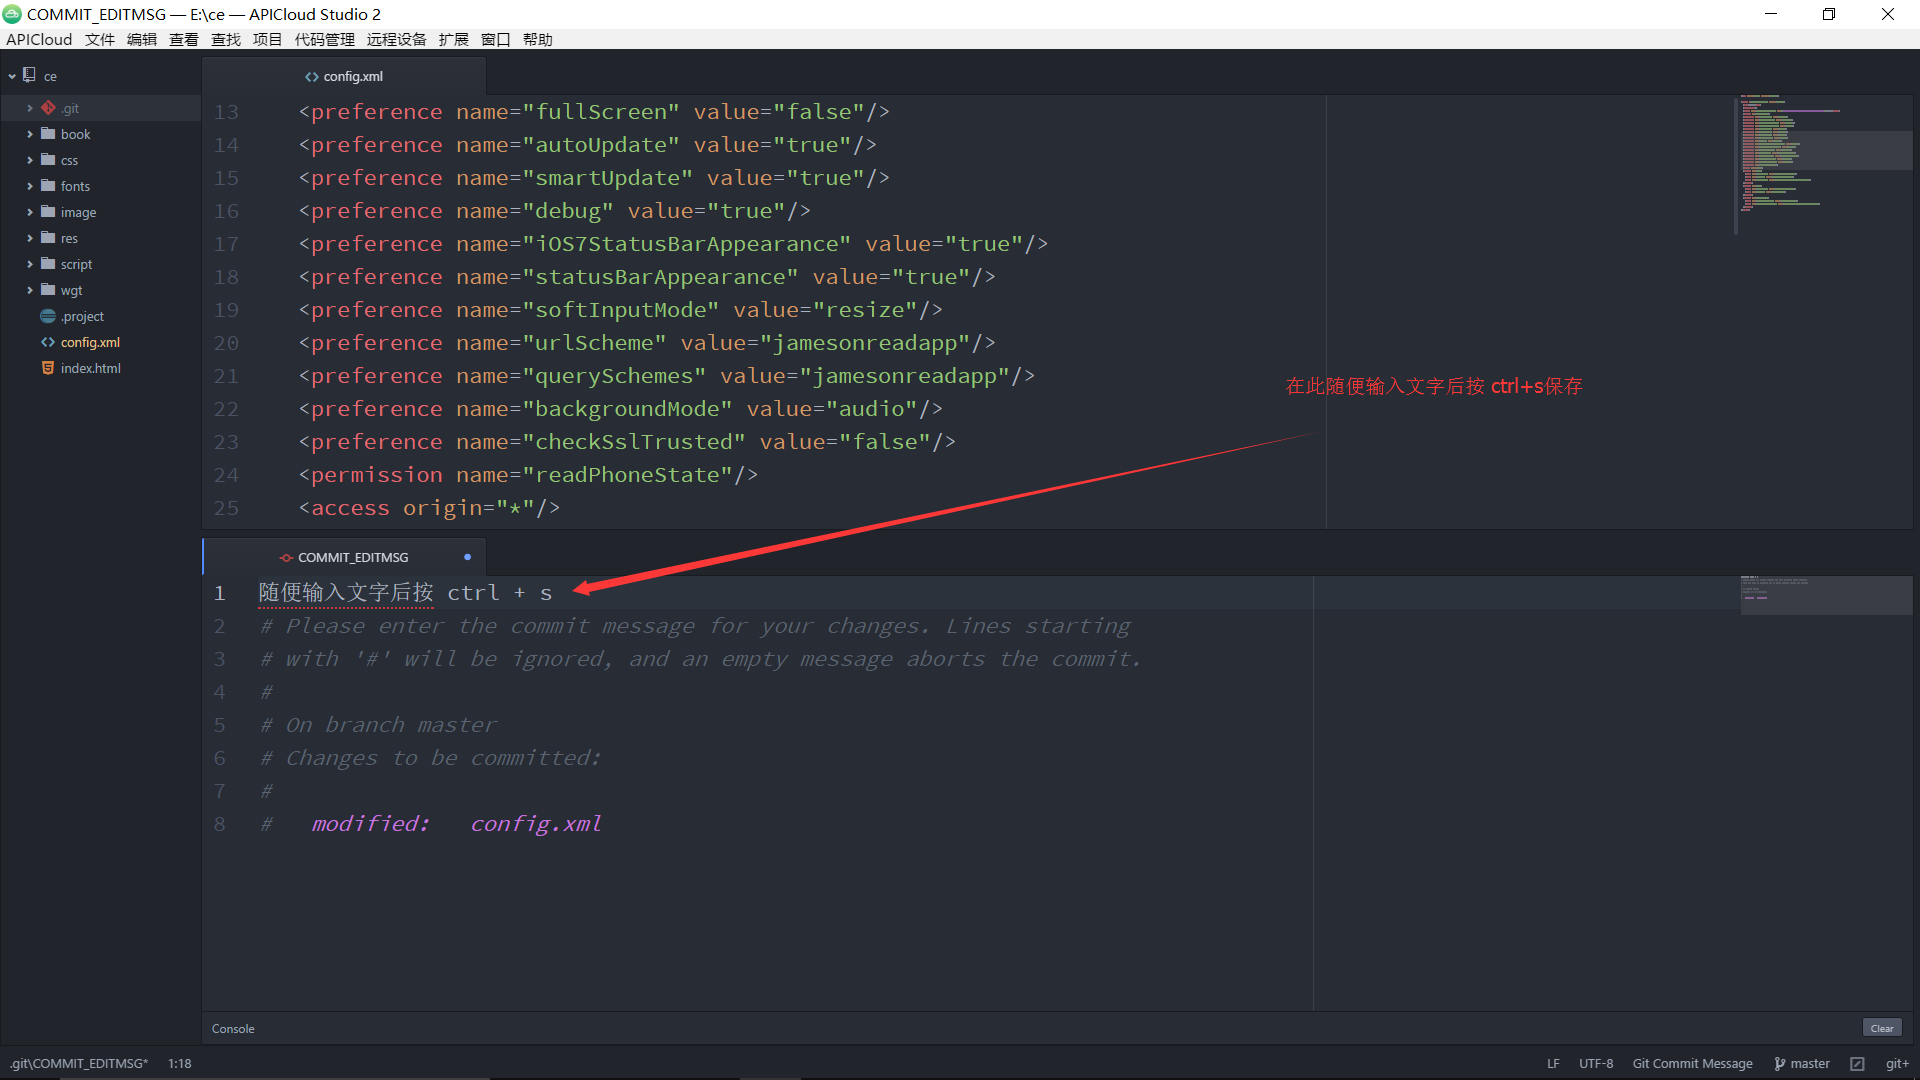 COMMIT_EDITMSG — E:\ce — APICloud Studio 2
APICloud 文件 编辑 查看 查找 项目 代码管理 远程设备 扩展 窗口 帮助
ce
.git
book
css
fonts
image
res
script
wgt
.project
config.xml
index.html
config.xml
13 <preference name="fullScreen" value="false"/>
14 <preference name="autoUpdate" value="true"/>
15 <preference name="smartUpdate" value="true"/>
16 <preference name="debug" value="true"/>
17 <preference name="iOS7StatusBarAppearance" value="true"/>
18 <preference name="statusBarAppearance" value="true"/>
19 <preference name="softInputMode" value="resize"/>
20 <preference name="urlScheme" value="jamesonreadapp"/>
21 <preference name="querySchemes" value="jamesonreadapp"/>
22 <preference name="backgroundMode" value="audio"/>
23 <preference name="checkSslTrusted" value="false"/>
24 <permission name="readPhoneState"/>
25 <access origin="*"/>
在此随便输入文字后按 ctrl+s保存
COMMIT_EDITMSG
1 随便输入文字后按 ctrl + s
2 # Please enter the commit message for your changes. Lines starting
3 # with '#' will be ignored, and an empty message aborts the commit.
4 #
5 # On branch master
6 # Changes to be committed:
7 #
8 # modified: config.xml
Console
Clear
.git\COMMIT_EDITMSG* 1:18
LF UTF-8 Git Commit Message master git+